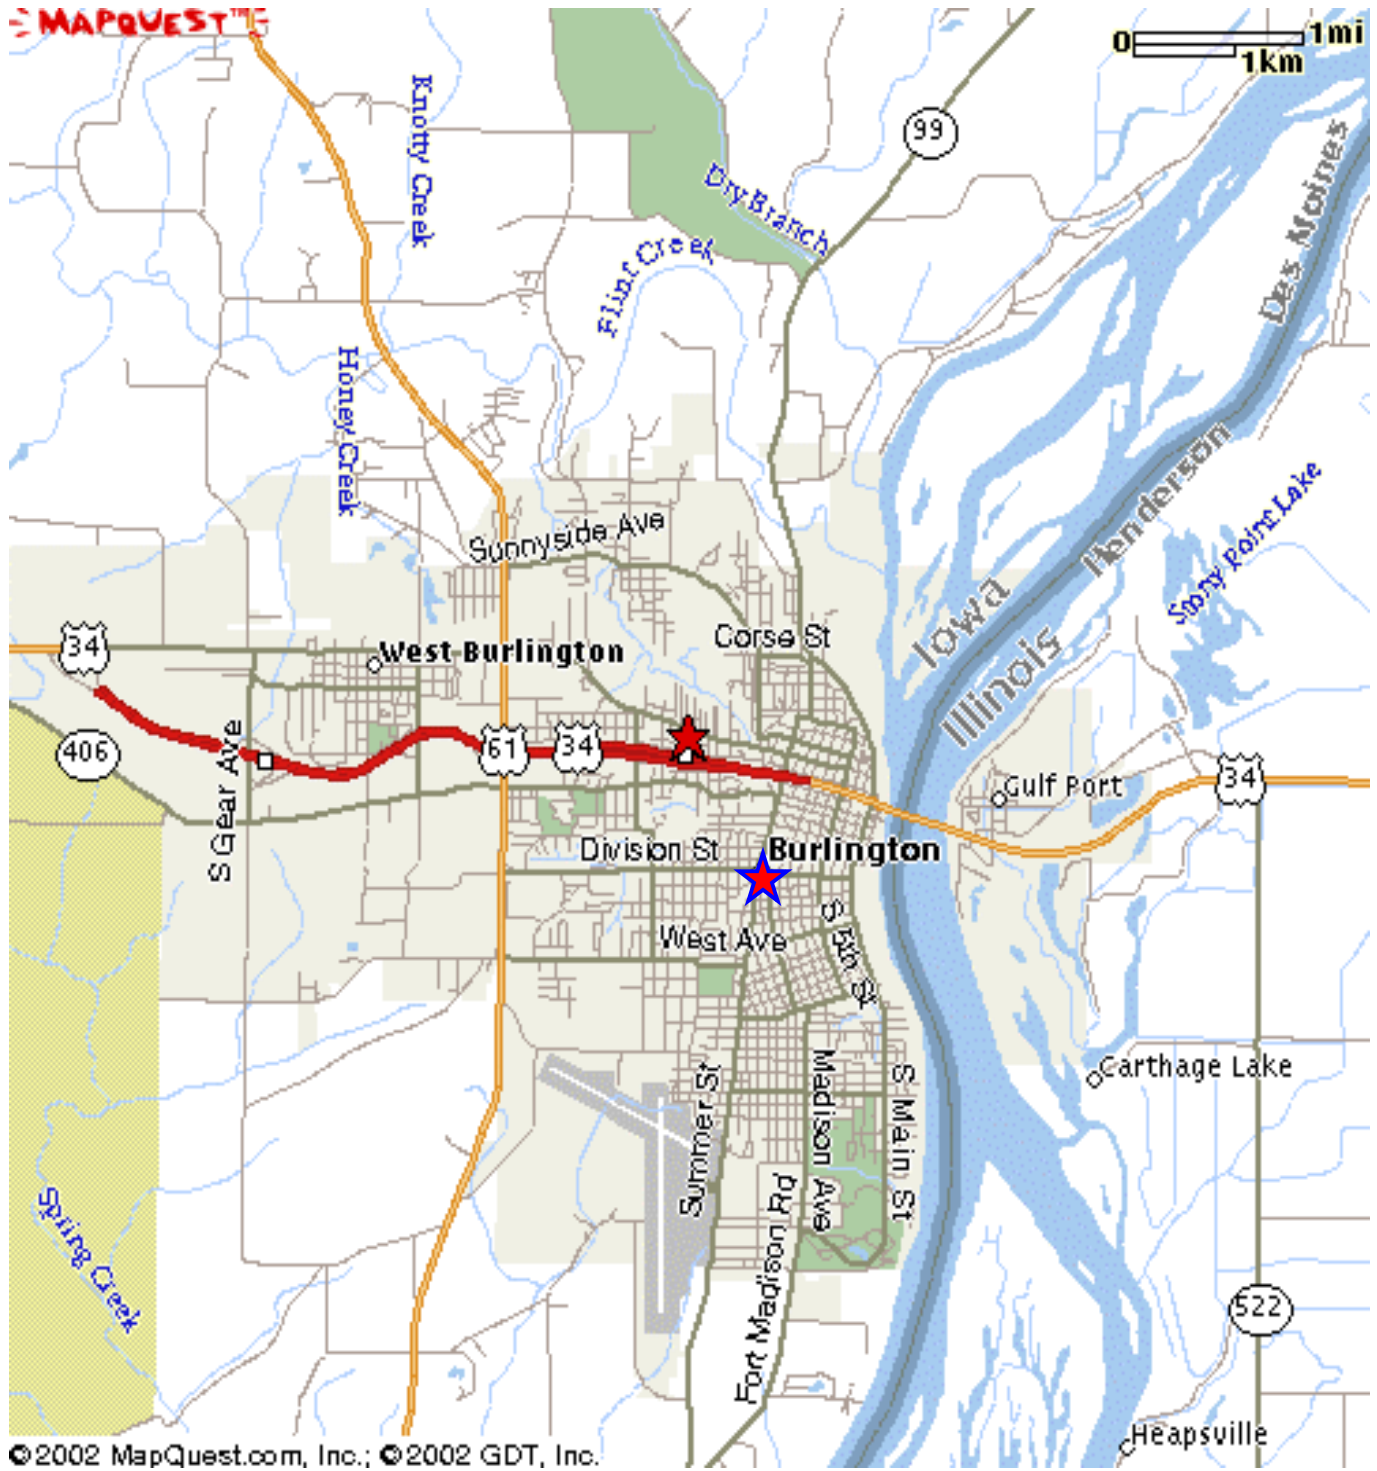 MAPQUEST™
0 1mi
1km
Knotty Creek
99
Dry Branch
Des Moines
Flint Creek
Honey Creek
Henderson
Stony Point Lake
Sunnyside Ave
Iowa
Corse St
34
West Burlington
Illinois
406
S Gear Ave
61
34
Gulf Port
34
Division St
Burlington
S 5th St
West Ave
Carthage Lake
Summer St
Madison Ave
S Main St
Spring Creek
Fort Madison Rd
522
Heapsville
©2002 MapQuest.com, Inc.; ©2002 GDT, Inc.